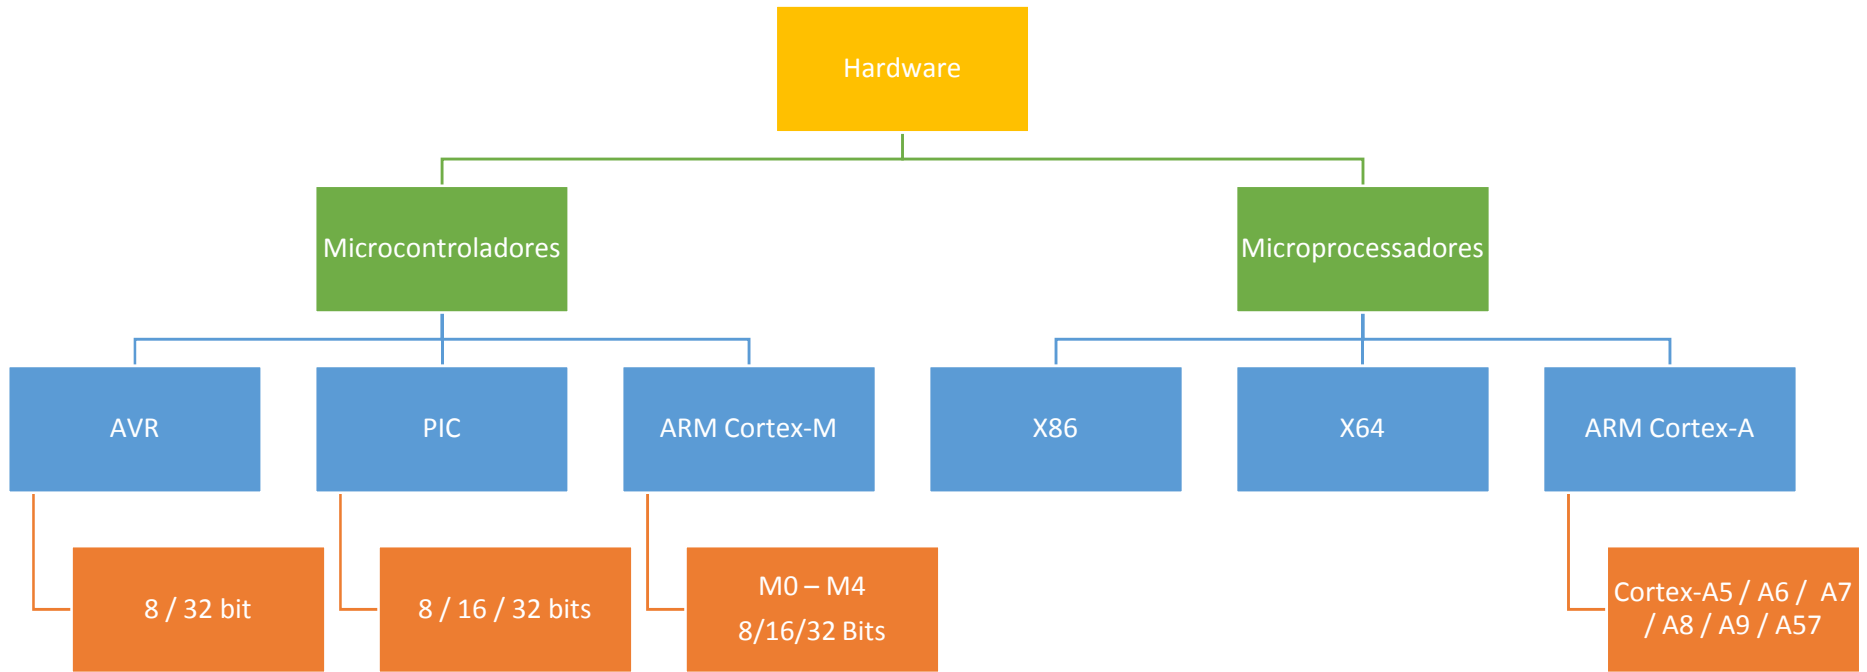 Hardware
Microcontroladores
Microprocessadores
AVR
PIC
ARM Cortex-M
X86
X64
ARM Cortex-A
8 / 32 bit
8 / 16 / 32 bits
M0 – M4
8/16/32 Bits
Cortex-A5 / A6 / A7
/ A8 / A9 / A57